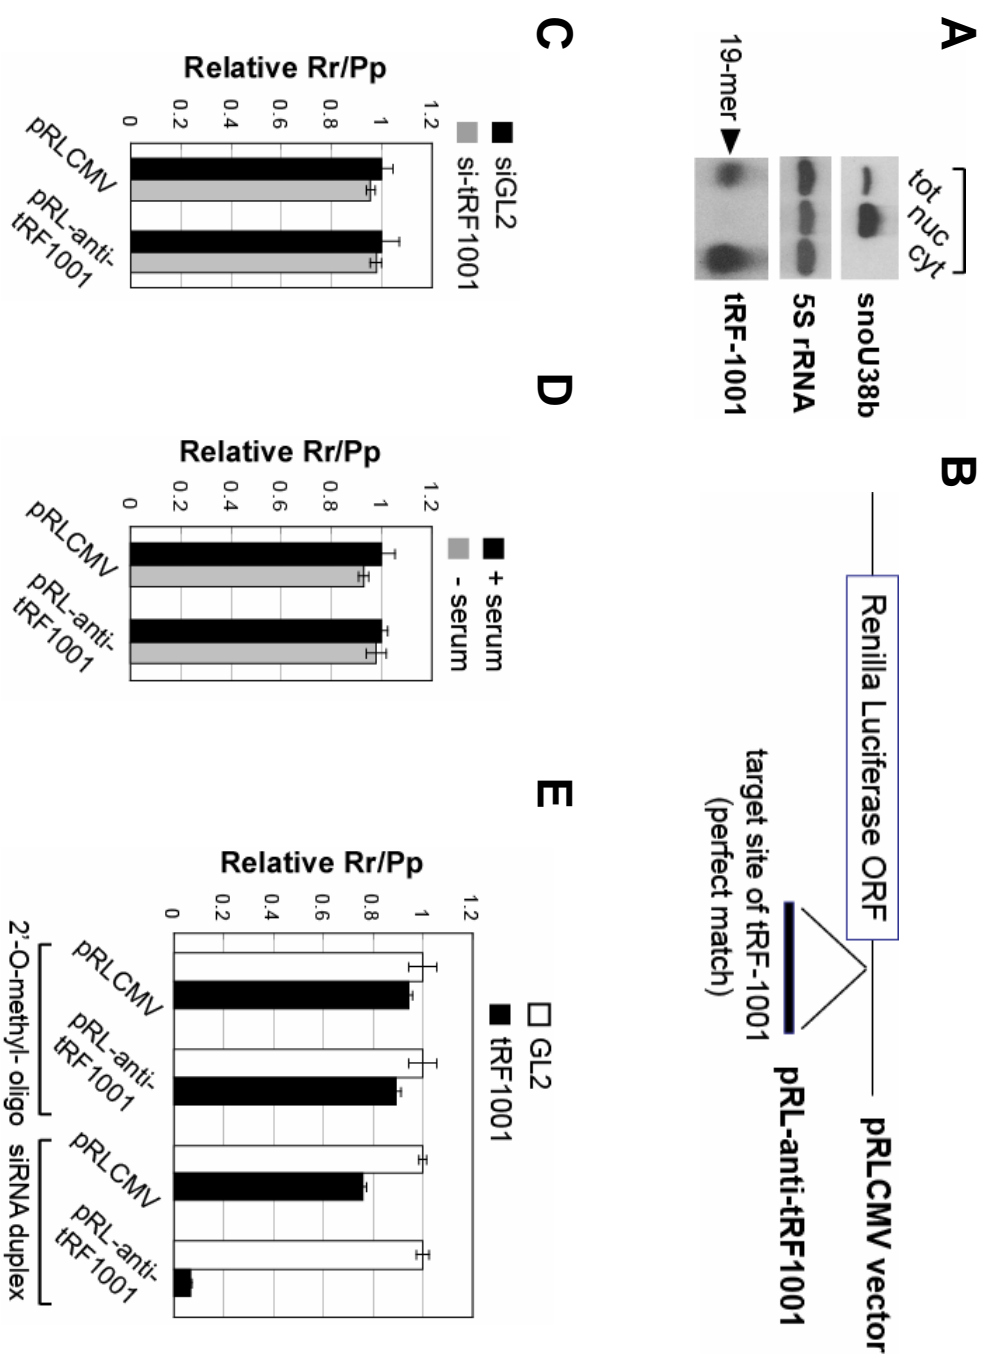 A
tot
nuc
cyt
snoU38b
5S rRNA
19-mer
tRF-1001
B
Renilla Luciferase ORF
pRLCMV vector
target site of tRF-1001
(perfect match)
pRL-anti-tRF1001
C
siGL2
si-tRF1001
Relative Rr/Pp
1.2
1
0.8
0.6
0.4
0.2
0
pRLCMV
pRL-anti-
tRF1001
D
+ serum
- serum
Relative Rr/Pp
1.2
1
0.8
0.6
0.4
0.2
0
pRLCMV
pRL-anti-
tRF1001
E
GL2
tRF1001
Relative Rr/Pp
1.2
1
0.8
0.6
0.4
0.2
0
pRLCMV
pRL-anti-
tRF1001
pRLCMV
pRL-anti-
tRF1001
2'-O-methyl- oligo
siRNA duplex